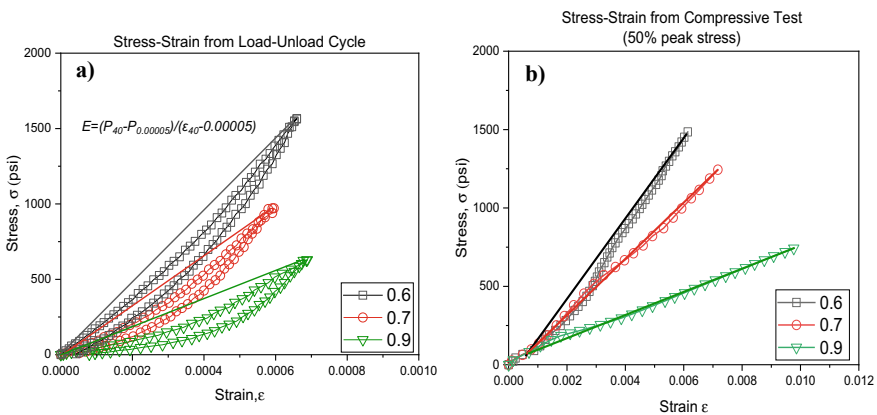 Stress-Strain from Load-Unload Cycle
a)
E=(P40-P0.00005)/(ε40-0.00005)
2000
1500
1000
500
0
Stress, σ (psi)
0.0000 0.0002 0.0004 0.0006 0.0008 0.0010
Strain,ε
0.6
0.7
0.9
Stress-Strain from Compressive Test
(50% peak stress)
b)
2000
1500
1000
500
0
Stress, σ (psi)
0.000 0.002 0.004 0.006 0.008 0.010 0.012
Strain ε
0.6
0.7
0.9